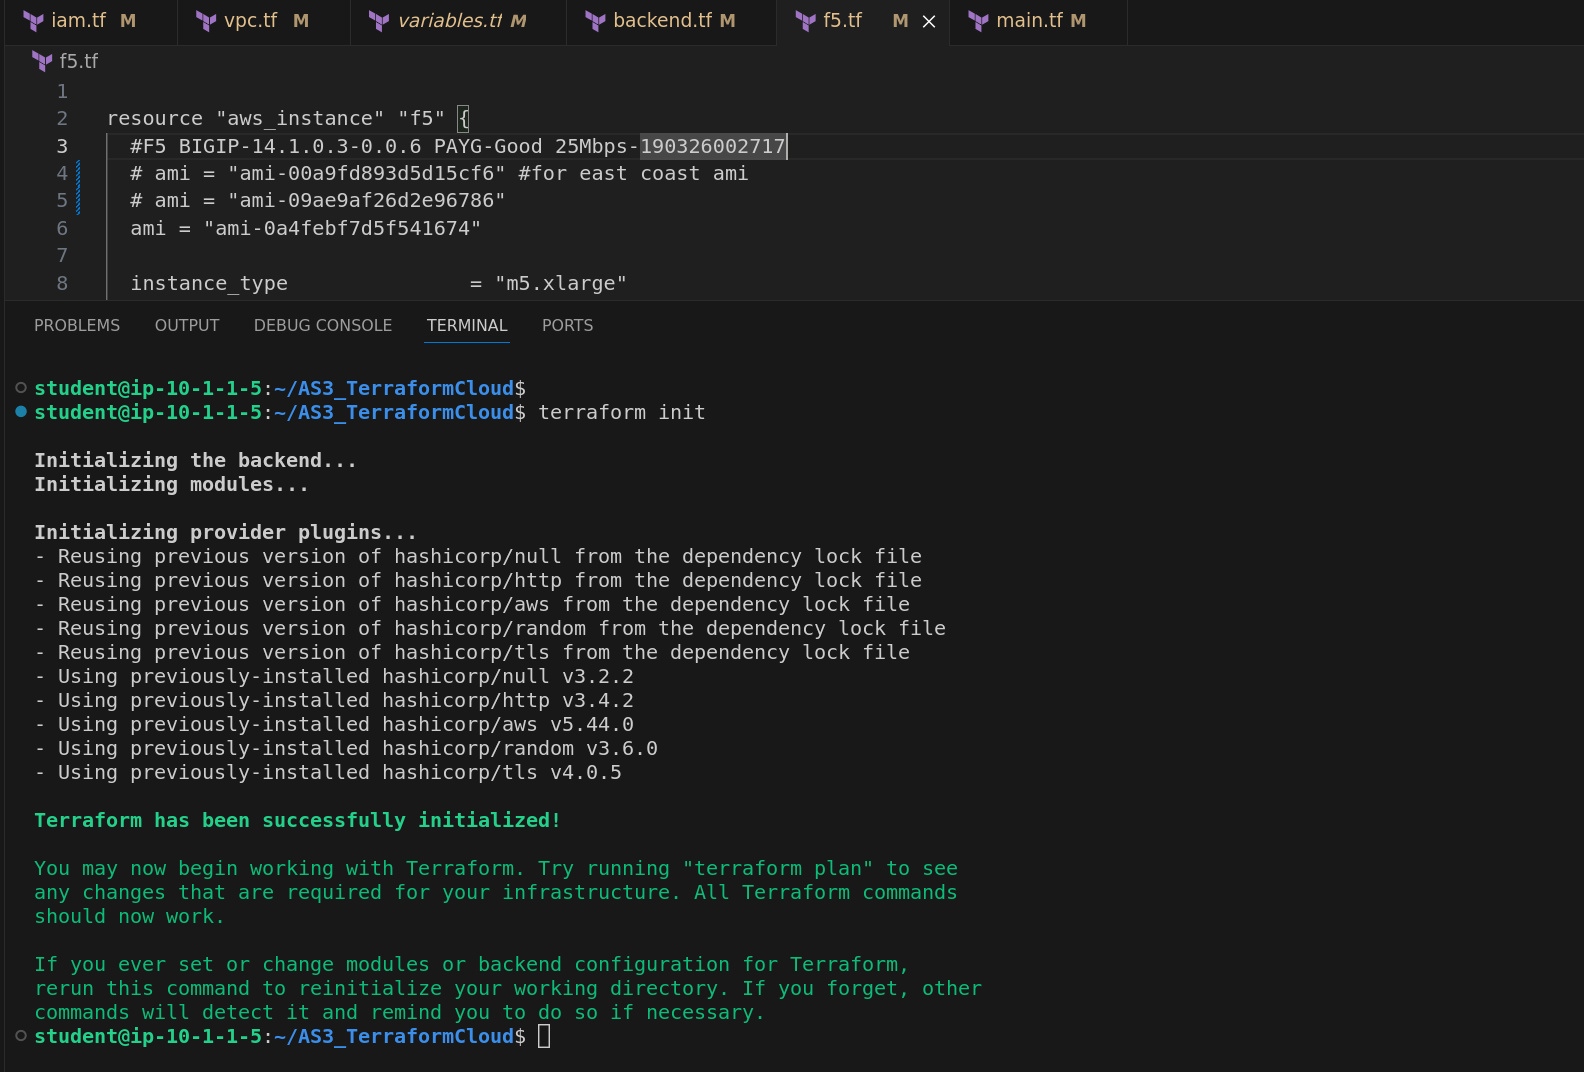 iam.tf M vpc.tf M variables.tf M backend.tf M f5.tf M main.tf M
f5.tf
1
2 resource "aws_instance" "f5" {
3 #F5 BIGIP-14.1.0.3-0.0.6 PAYG-Good 25Mbps-190326002717
4 # ami = "ami-00a9fd893d5d15cf6" #for east coast ami
5 # ami = "ami-09ae9af26d2e96786"
6 ami = "ami-0a4febf7d5f541674"
7
8 instance_type = "m5.xlarge"
PROBLEMS OUTPUT DEBUG CONSOLE TERMINAL PORTS
student@ip-10-1-1-5:~/AS3_TerraformCloud$
student@ip-10-1-1-5:~/AS3_TerraformCloud$ terraform init
Initializing the backend...
Initializing modules...
Initializing provider plugins...
- Reusing previous version of hashicorp/null from the dependency lock file
- Reusing previous version of hashicorp/http from the dependency lock file
- Reusing previous version of hashicorp/aws from the dependency lock file
- Reusing previous version of hashicorp/random from the dependency lock file
- Reusing previous version of hashicorp/tls from the dependency lock file
- Using previously-installed hashicorp/null v3.2.2
- Using previously-installed hashicorp/http v3.4.2
- Using previously-installed hashicorp/aws v5.44.0
- Using previously-installed hashicorp/random v3.6.0
- Using previously-installed hashicorp/tls v4.0.5
Terraform has been successfully initialized!
You may now begin working with Terraform. Try running "terraform plan" to see
any changes that are required for your infrastructure. All Terraform commands
should now work.
If you ever set or change modules or backend configuration for Terraform,
rerun this command to reinitialize your working directory. If you forget, other
commands will detect it and remind you to do so if necessary.
student@ip-10-1-1-5:~/AS3_TerraformCloud$